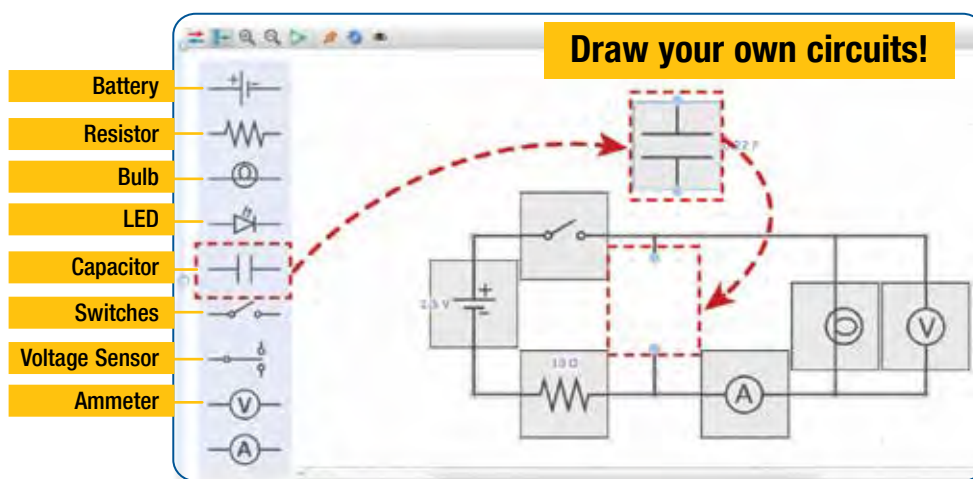 Draw your own circuits!
Battery
Resistor
Bulb
LED
Capacitor
Switches
Voltage Sensor
Ammeter
V
A
A
V